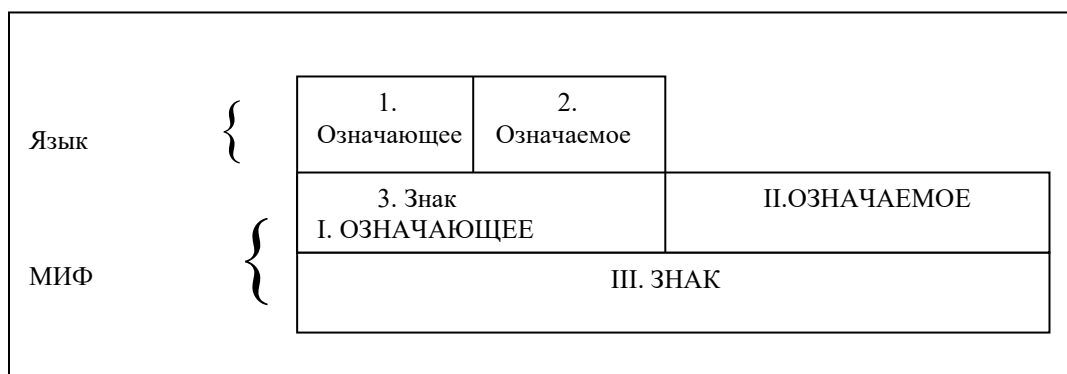 1.
Означающее
2.
Означаемое
Язык
3. Знак
I. ОЗНАЧАЮЩЕЕ
II.ОЗНАЧАЕМОЕ
МИФ
III. ЗНАК